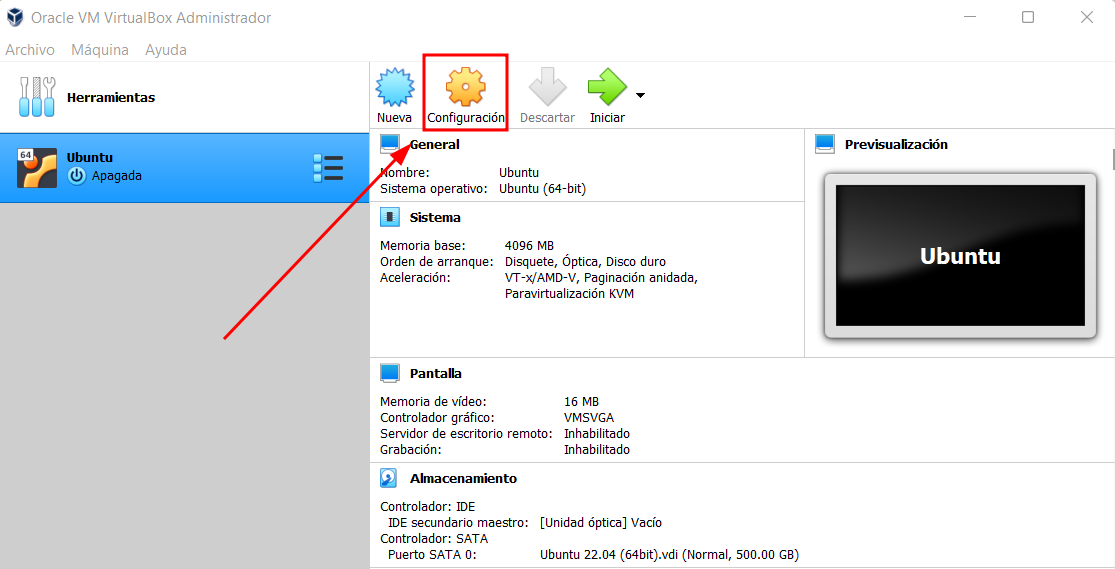 Oracle VM VirtualBox Administrador
Archivo Máquina Ayuda
Herramientas
Nueva Configuración Descartar Iniciar
64
Ubuntu
Apagada
General
Nombre: Ubuntu
Sistema operativo: Ubuntu (64-bit)
Previsualización
Ubuntu
Sistema
Memoria base: 4096 MB
Orden de arranque: Disquete, Óptica, Disco duro
Aceleración: VT-x/AMD-V, Paginación anidada,
Paravirtualización KVM
Pantalla
Memoria de vídeo: 16 MB
Controlador gráfico: VMSVGA
Servidor de escritorio remoto: Inhabilitado
Grabación: Inhabilitado
Almacenamiento
Controlador: IDE
IDE secundario maestro: [Unidad óptica] Vacío
Controlador: SATA
Puerto SATA 0: Ubuntu 22.04 (64bit).vdi (Normal, 500.00 GB)